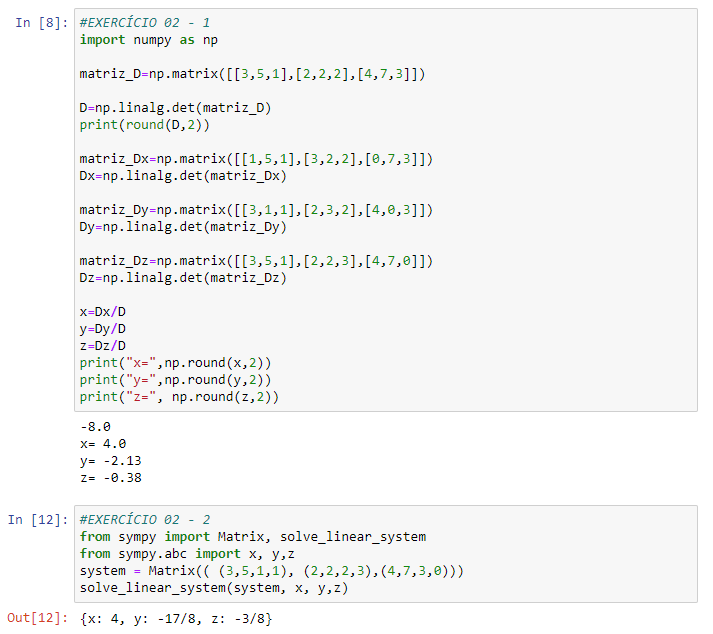 In [8]: #EXERCÍCIO 02 - 1
import numpy as np
matriz_D=np.matrix([[3,5,1],[2,2,2],[4,7,3]])
D=np.linalg.det(matriz_D)
print(round(D,2))
matriz_Dx=np.matrix([[1,5,1],[3,2,2],[0,7,3]])
Dx=np.linalg.det(matriz_Dx)
matriz_Dy=np.matrix([[3,1,1],[2,3,2],[4,0,3]])
Dy=np.linalg.det(matriz_Dy)
matriz_Dz=np.matrix([[3,5,1],[2,2,3],[4,7,0]])
Dz=np.linalg.det(matriz_Dz)
x=Dx/D
y=Dy/D
z=Dz/D
print("x=",np.round(x,2))
print("y=",np.round(y,2))
print("z=", np.round(z,2))
-8.0
x= 4.0
y= -2.13
z= -0.38
In [12]: #EXERCÍCIO 02 - 2
from sympy import Matrix, solve_linear_system
from sympy.abc import x, y,z
system = Matrix(( (3,5,1,1), (2,2,2,3),(4,7,3,0)))
solve_linear_system(system, x, y,z)
Out[12]: {x: 4, y: -17/8, z: -3/8}